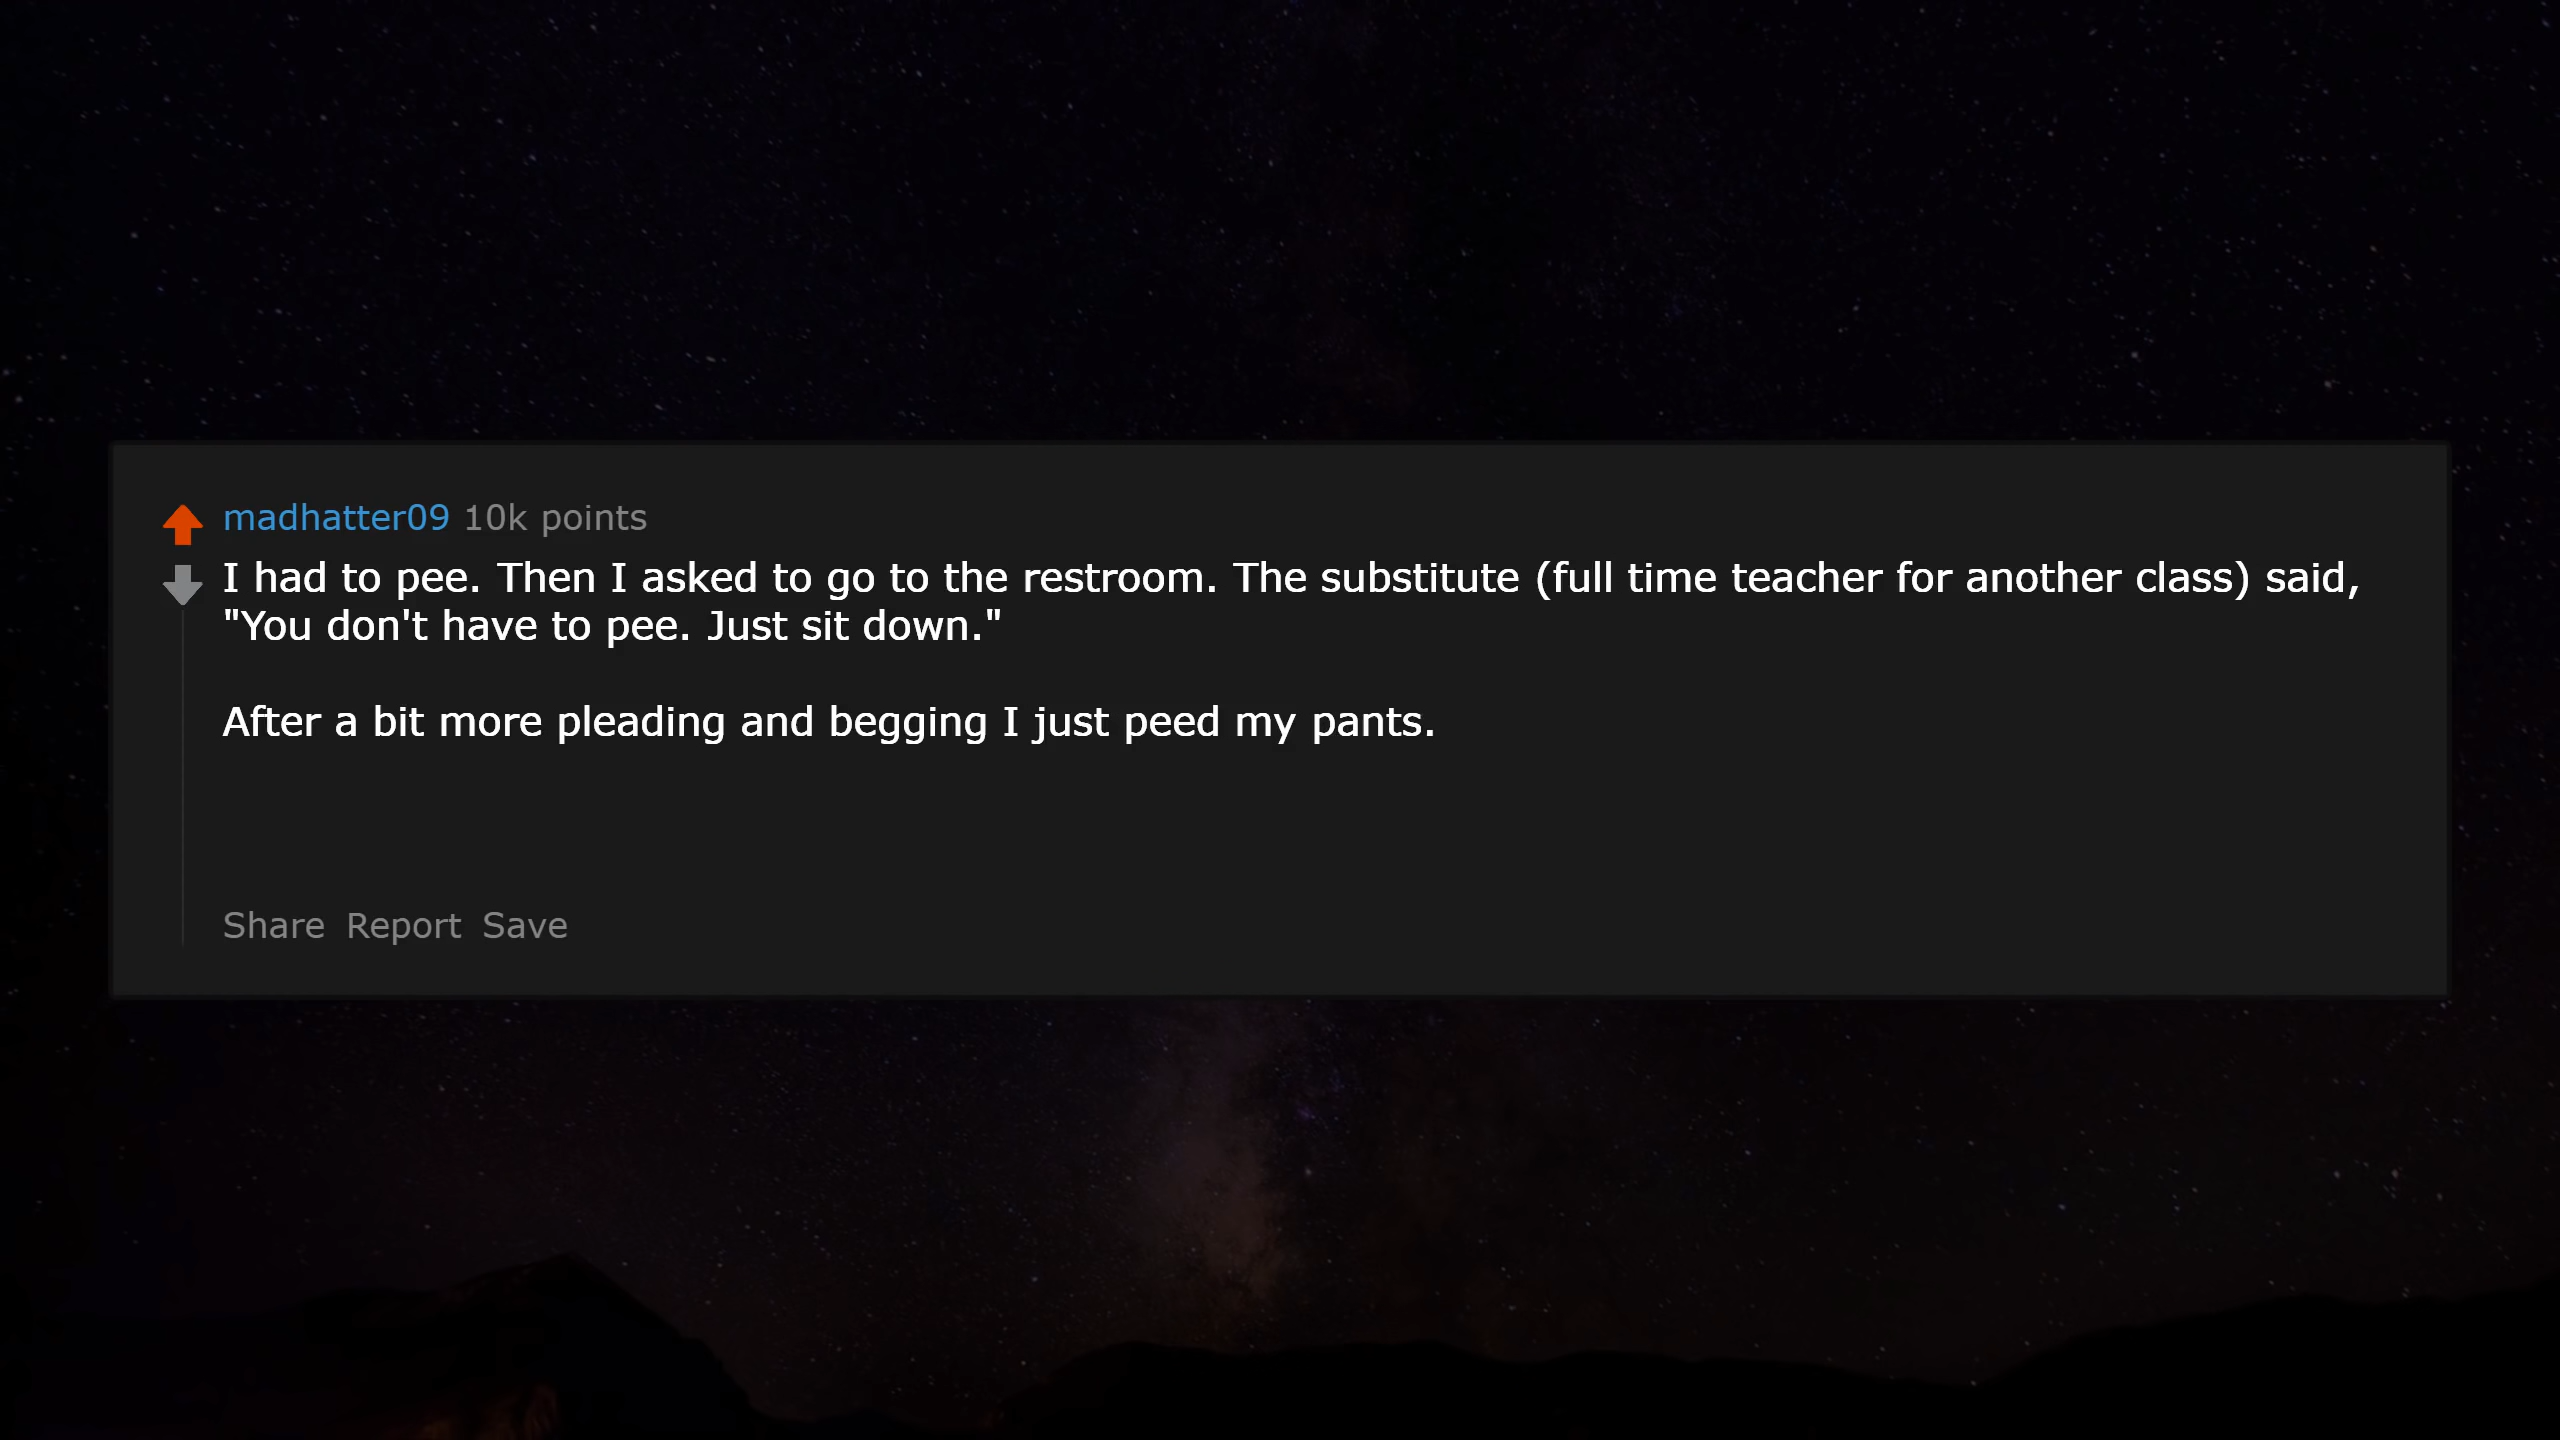 madhatter09 10k points
I had to pee. Then I asked to go to the restroom. The substitute (full time teacher for another class) said,
"You don't have to pee. Just sit down."
After a bit more pleading and begging I just peed my pants.
Share Report Save